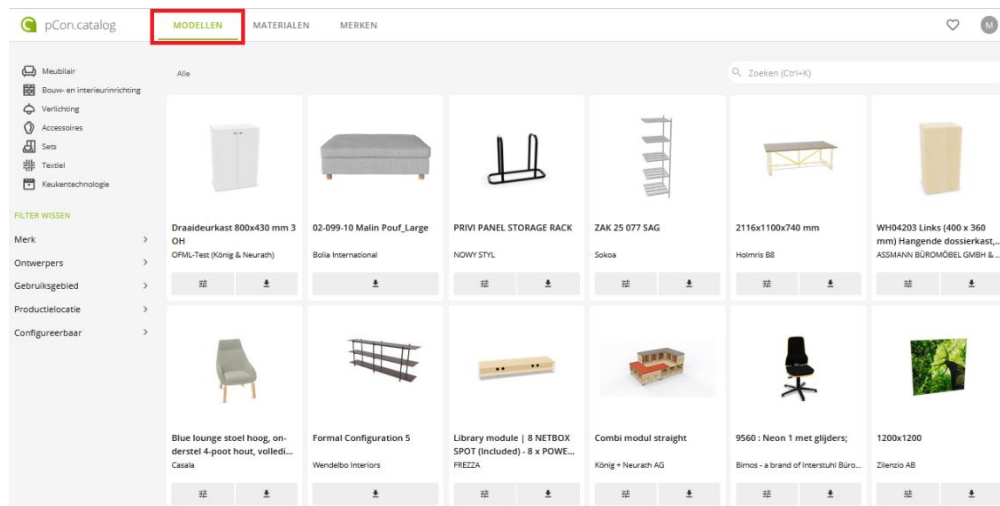 pCon.catalog
MODELLEN
MATERIALEN
MERKEN
M
Meubilair
Bouw- en interieurinrichting
Verlichting
Accessoires
Sets
Textiel
Keukentechnologie
FILTER WISSEN
Merk
Ontwerpers
Gebruiksgebied
Productielocatie
Configureerbaar
Alle
Zoeken (Ctrl+K)
Draaideurkast 800x430 mm 3
OH
OFML-Test (König & Neurath)
02-099-10 Malin Pouf_Large
Bolia International
PRIVI PANEL STORAGE RACK
NOWY STYL
ZAK 25 077 SAG
Sokoa
2116x1100x740 mm
Holmris B8
WH04203 Links (400 x 360
mm) Hangende dossierkast,...
ASSMANN BÜROMÖBEL GMBH & ...
Blue lounge stoel hoog, on-
derstel 4-poot hout, volledi...
Casala
Formal Configuration 5
Wendelbo Interiors
Library module | 8 NETBOX
SPOT (Included) - 8 x POWE...
FREZZA
Combi modul straight
König + Neurath AG
9560 : Neon 1 met glijders;
Bimos - a brand of Interstuhl Büro...
1200x1200
Zilenzio AB